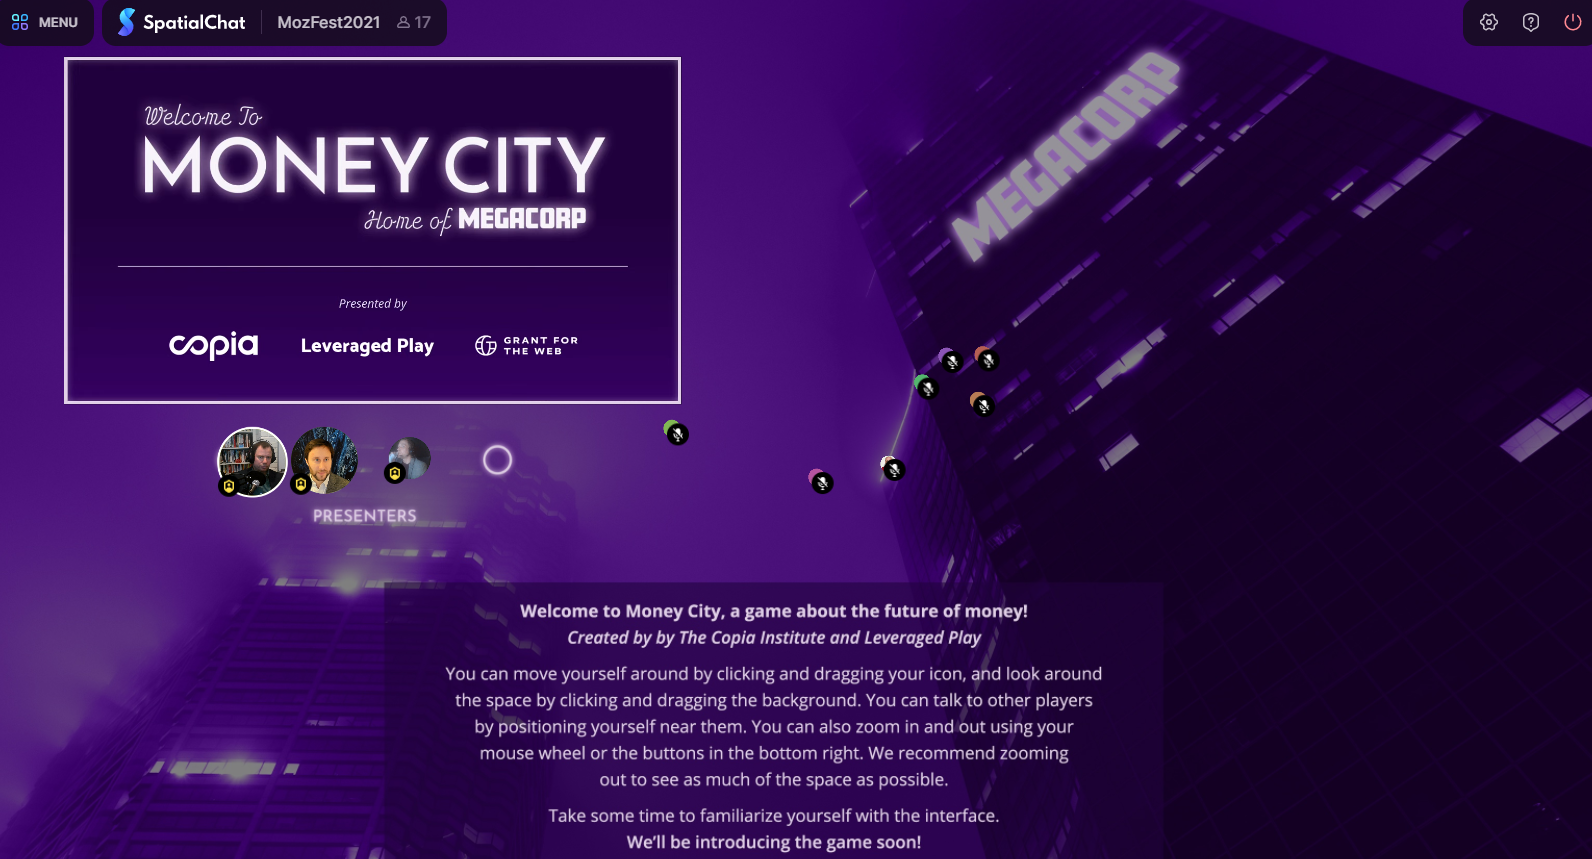 MENU
SpatialChat
MozFest2021
17
Welcome To
MONEY CITY
Home of MEGACORP
Presented by
copia
Leveraged Play
GRANT FOR
THE WEB
MEGACORP
PRESENTERS
Welcome to Money City, a game about the future of money!
Created by by The Copia Institute and Leveraged Play
You can move yourself around by clicking and dragging your icon, and look around
the space by clicking and dragging the background. You can talk to other players
by positioning yourself near them. You can also zoom in and out using your
mouse wheel or the buttons in the bottom right. We recommend zooming
out to see as much of the space as possible.
Take some time to familiarize yourself with the interface.
We'll be introducing the game soon!